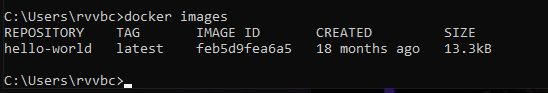 C:\Users\rvvbc>docker images
REPOSITORY TAG IMAGE ID CREATED SIZE
hello-world latest feb5d9fea6a5 18 months ago 13.3kB
C:\Users\rvvbc>